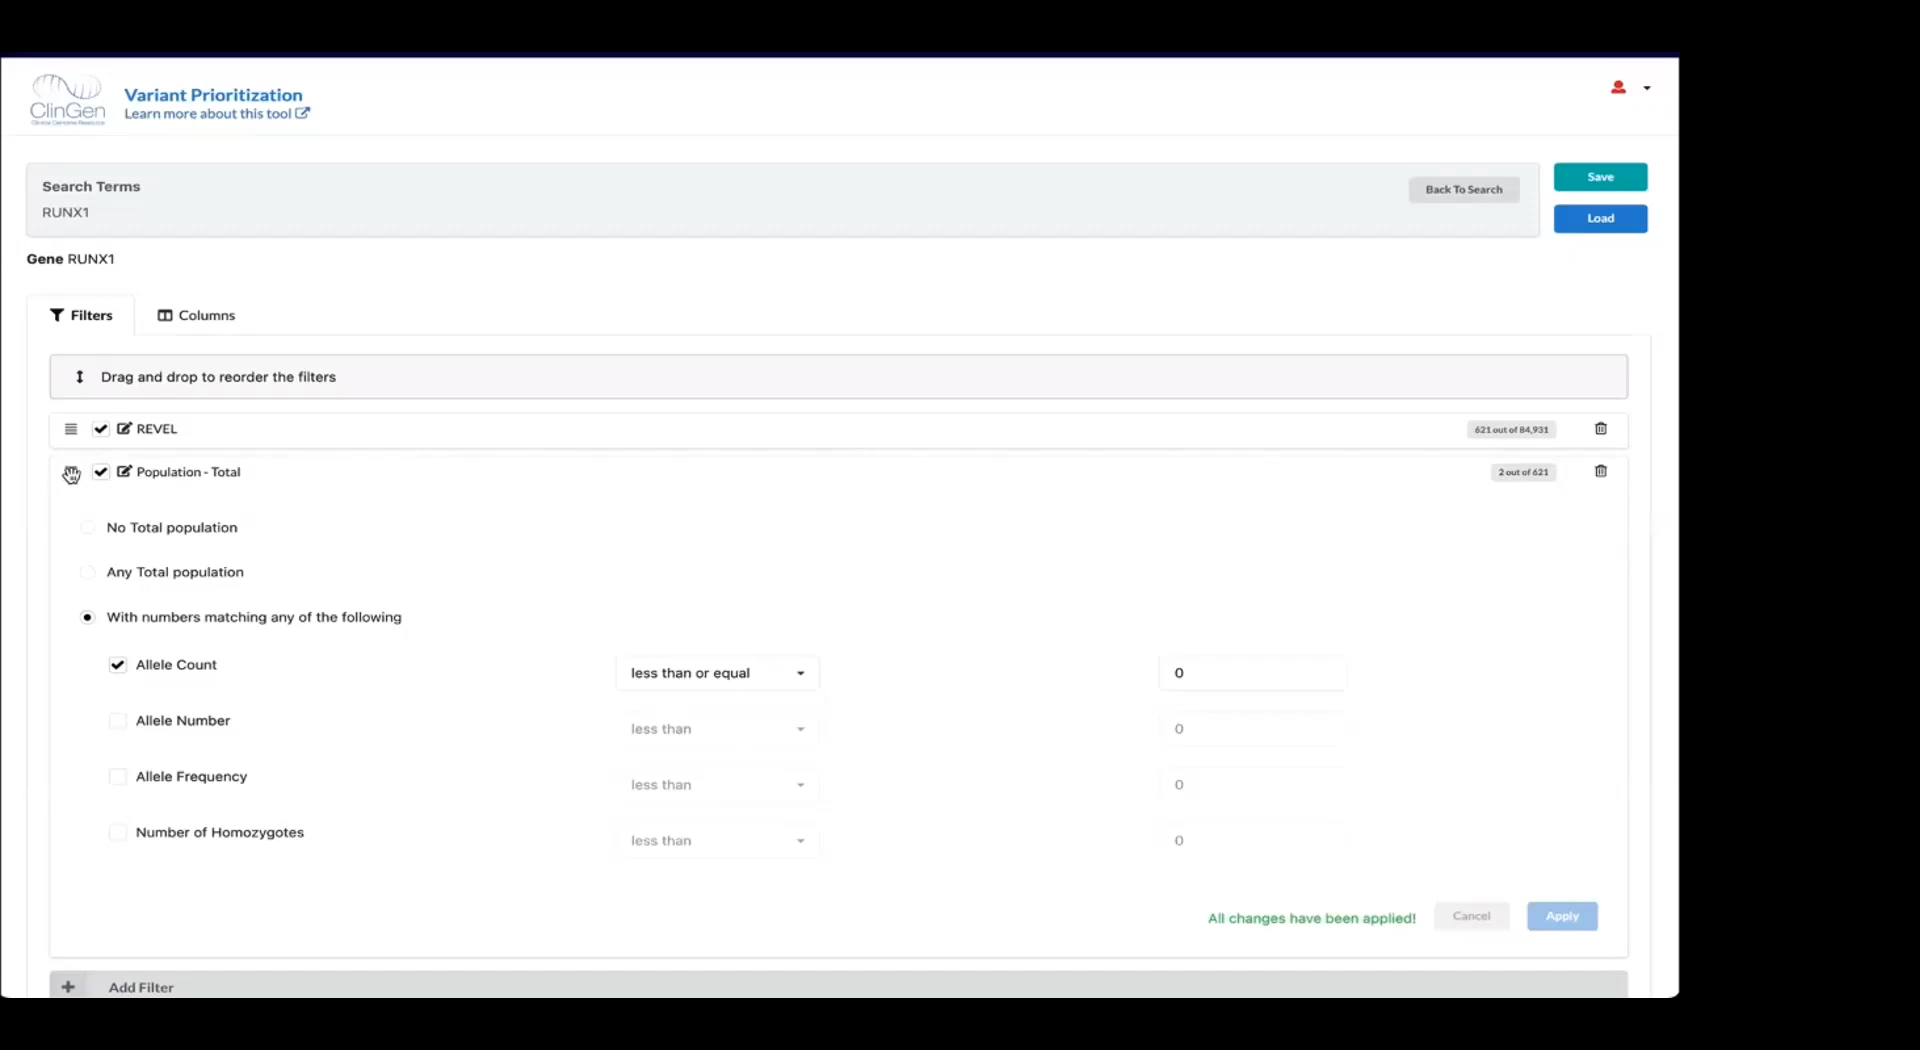 ClinGen
Clinical Genome Resource
Variant Prioritization
Learn more about this tool
Search Terms
RUNX1
Back To Search
Save
Load
Gene RUNX1
Filters
Columns
Drag and drop to reorder the filters
REVEL
621 out of 84,931
Population - Total
2 out of 621
No Total population
Any Total population
With numbers matching any of the following
Allele Count
less than or equal
0
Allele Number
less than
0
Allele Frequency
less than
0
Number of Homozygotes
less than
0
All changes have been applied!
Cancel
Apply
Add Filter